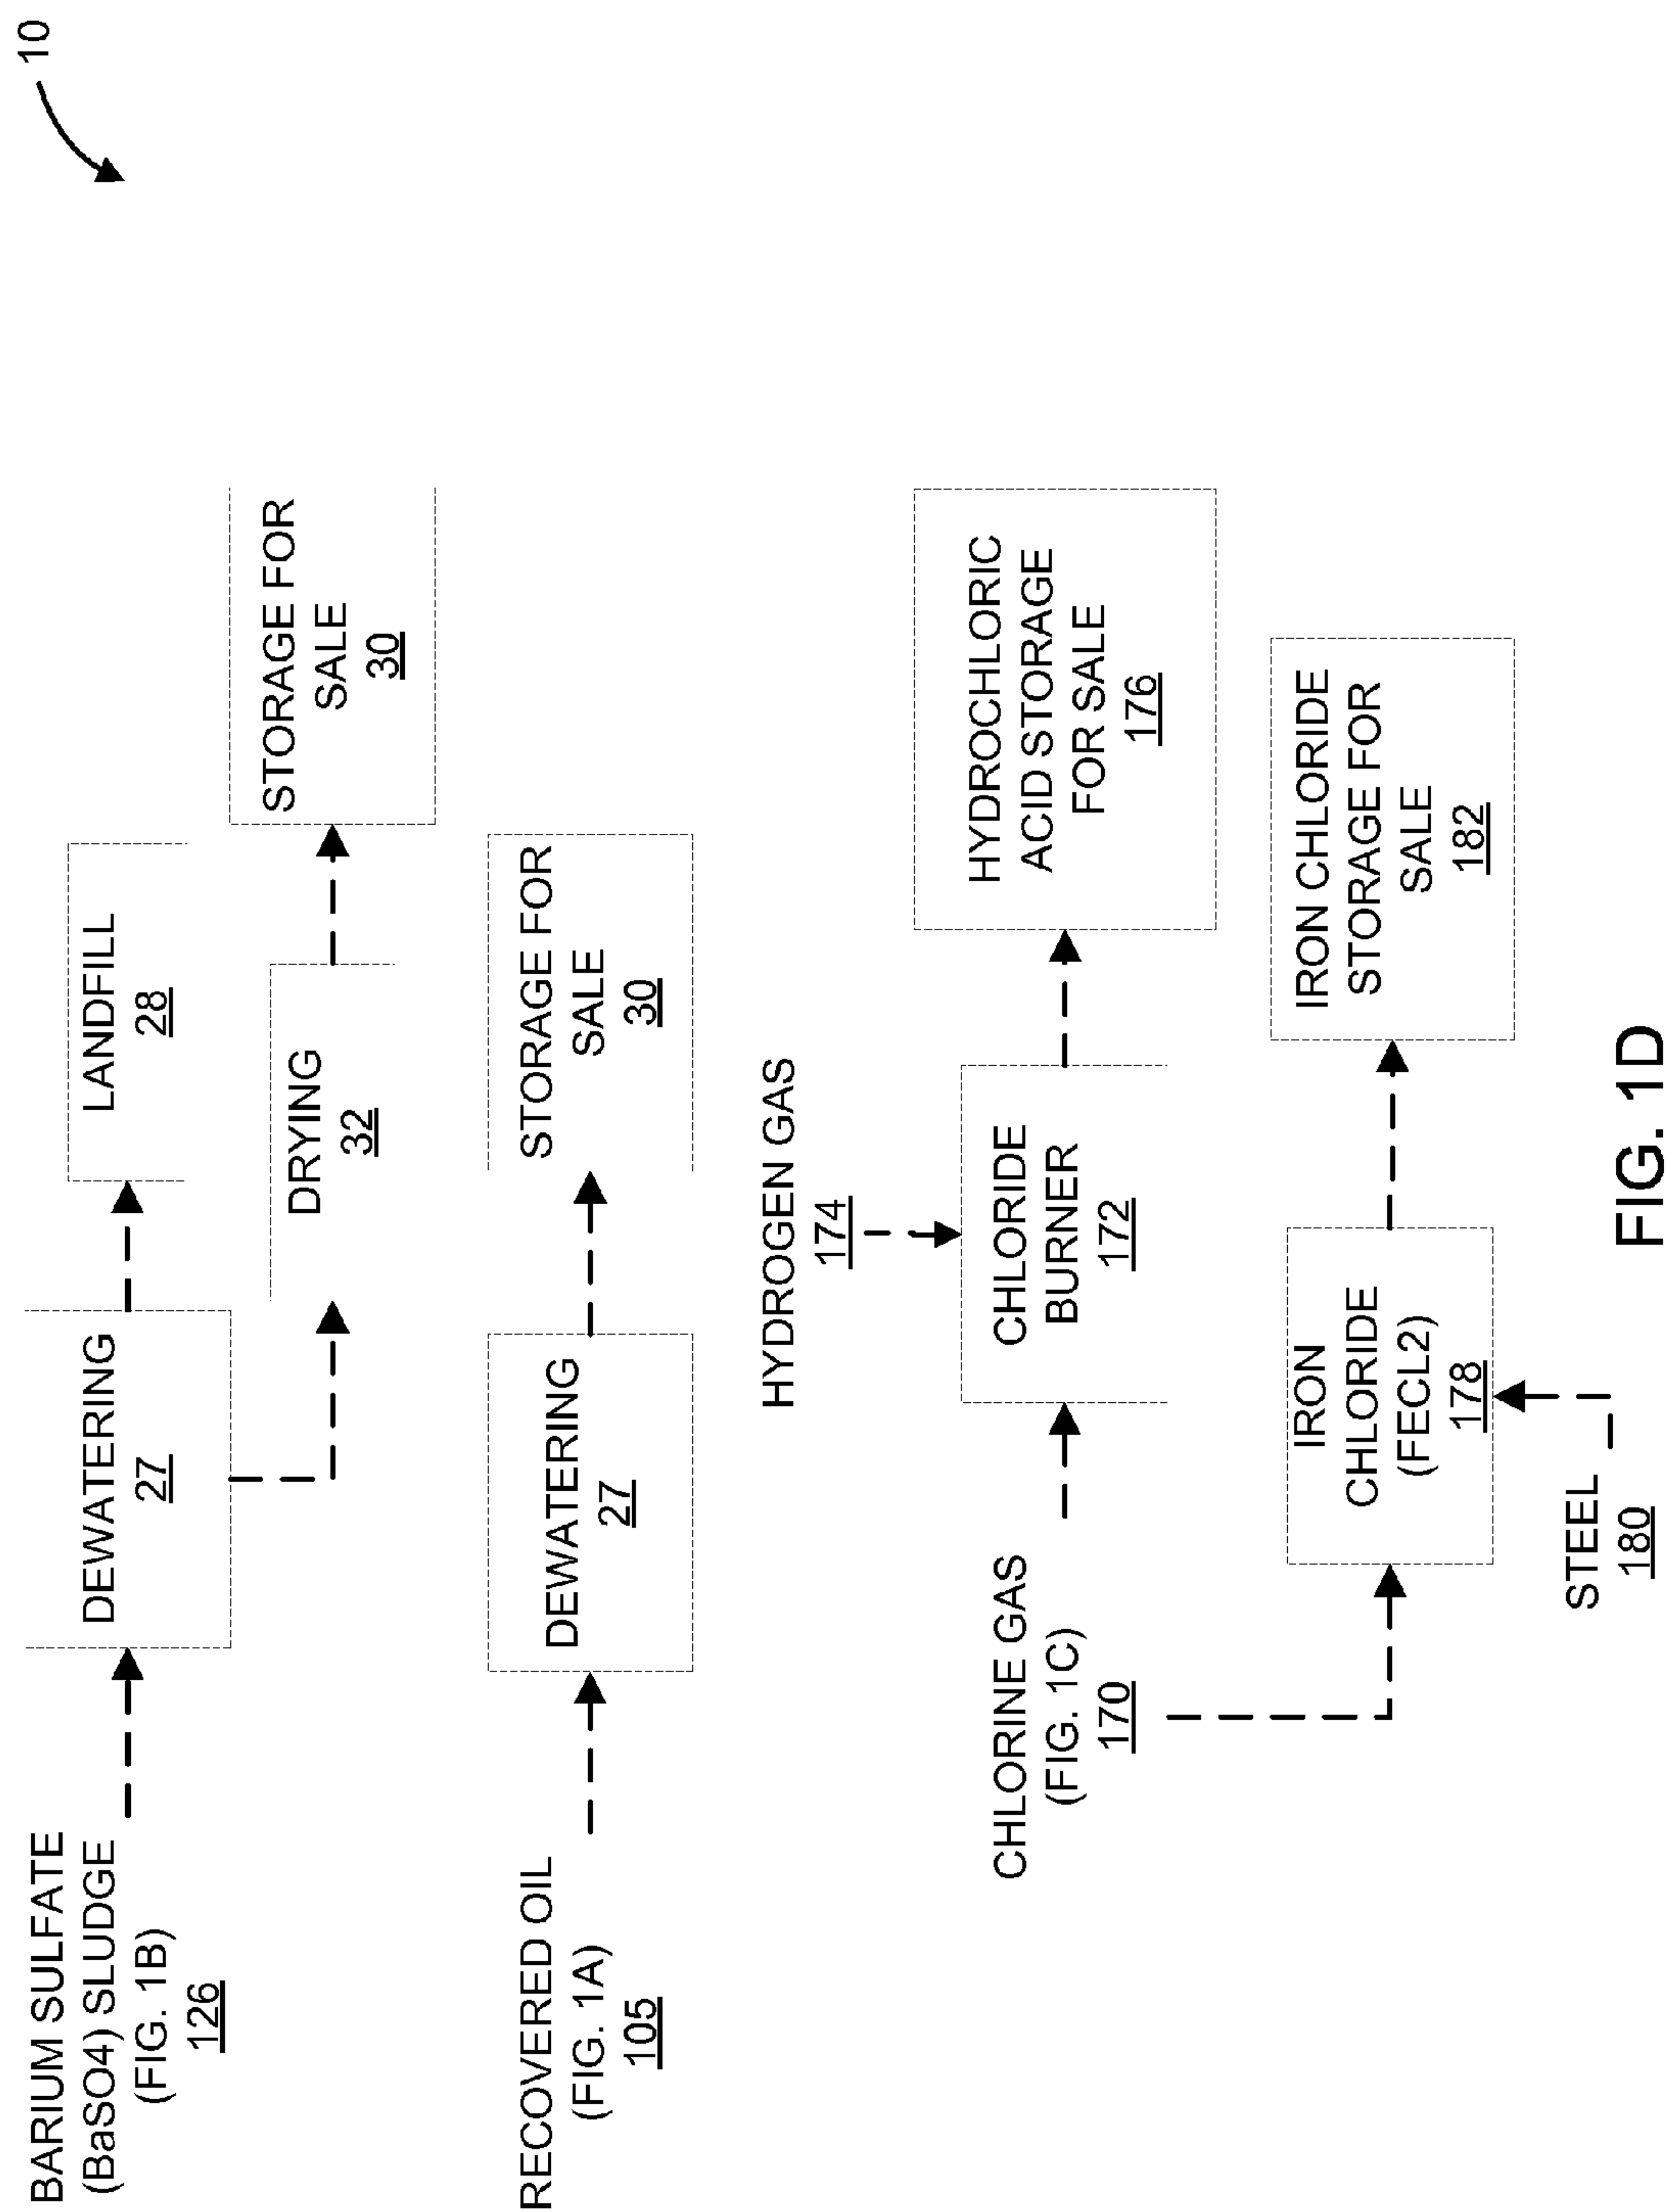 10
BARIUM SULFATE
(BaSO4) SLUDGE
(FIG. 1B)
126
DEWATERING
27
LANDFILL
28
DRYING
32
STORAGE FOR
SALE
30
RECOVERED OIL
(FIG. 1A)
105
DEWATERING
27
STORAGE FOR
SALE
30
HYDROGEN GAS
174
CHLORINE GAS
(FIG. 1C)
170
CHLORIDE
BURNER
172
HYDROCHLORIC
ACID STORAGE
FOR SALE
176
IRON
CHLORIDE
(FECL2)
178
IRON CHLORIDE
STORAGE FOR
SALE
182
STEEL
180
FIG. 1D